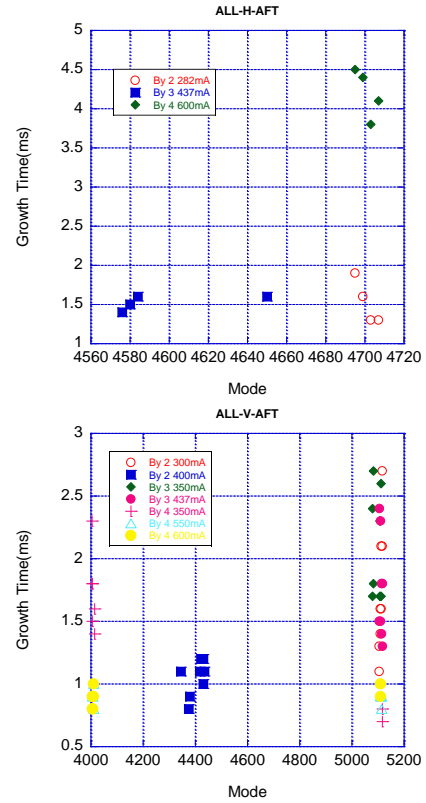 ALL-H-AFT
5
4.5
4
3.5
3
2.5
2
1.5
1
Growth Time(ms)
By 2 282mA
By 3 437mA
By 4 600mA
4560 4580 4600 4620 4640 4660 4680 4700 4720
Mode
ALL-V-AFT
3
2.5
2
1.5
1
0.5
Growth Time(ms)
By 2 300mA
By 2 400mA
By 3 350mA
By 3 437mA
By 4 350mA
By 4 550mA
By 4 600mA
4000 4200 4400 4600 4800 5000 5200
Mode